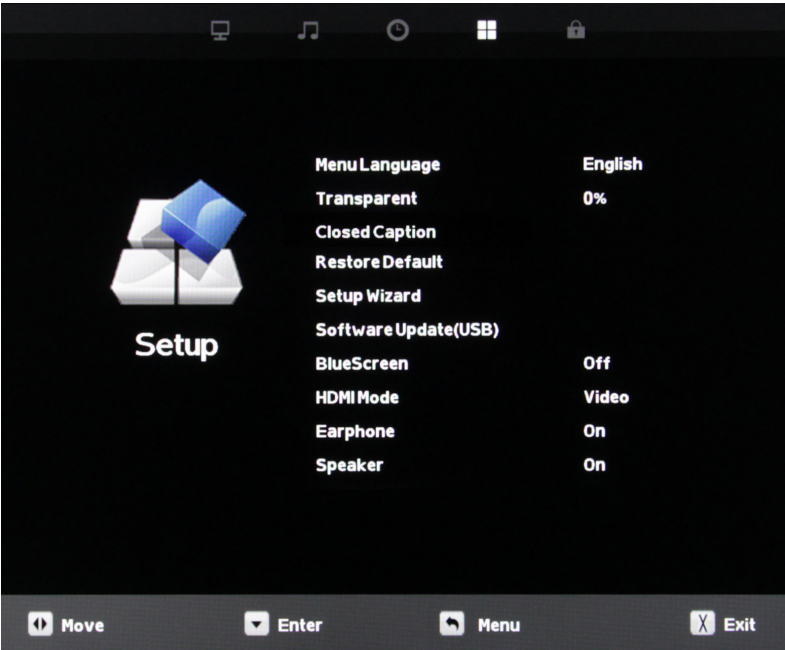 Menu Language English
Transparent 0%
Closed Caption
Restore Default
Setup Wizard
Software Update(USB)
Setup
BlueScreen Off
HDMI Mode Video
Earphone On
Speaker On
Move Enter Menu X Exit